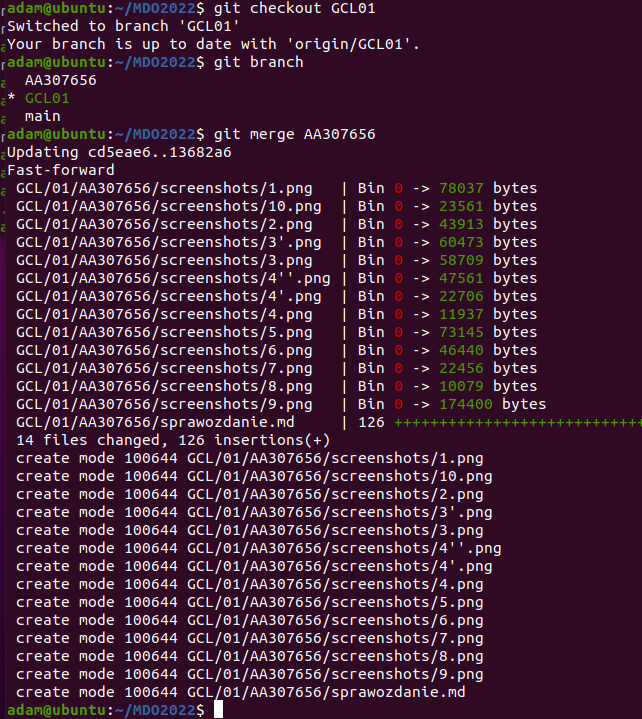 adam@ubuntu:~/MDO2022$ git checkout GCL01
Switched to branch 'GCL01'
Your branch is up to date with 'origin/GCL01'.
adam@ubuntu:~/MDO2022$ git branch
  AA307656
* GCL01
  main
adam@ubuntu:~/MDO2022$ git merge AA307656
Updating cd5eae6..13682a6
Fast-forward
 GCL/01/AA307656/screenshots/1.png   | Bin 0 -> 78037 bytes
 GCL/01/AA307656/screenshots/10.png  | Bin 0 -> 23561 bytes
 GCL/01/AA307656/screenshots/2.png   | Bin 0 -> 43913 bytes
 GCL/01/AA307656/screenshots/3'.png  | Bin 0 -> 60473 bytes
 GCL/01/AA307656/screenshots/3.png   | Bin 0 -> 58709 bytes
 GCL/01/AA307656/screenshots/4''.png | Bin 0 -> 47561 bytes
 GCL/01/AA307656/screenshots/4'.png  | Bin 0 -> 22706 bytes
 GCL/01/AA307656/screenshots/4.png   | Bin 0 -> 11937 bytes
 GCL/01/AA307656/screenshots/5.png   | Bin 0 -> 73145 bytes
 GCL/01/AA307656/screenshots/6.png   | Bin 0 -> 46440 bytes
 GCL/01/AA307656/screenshots/7.png   | Bin 0 -> 22456 bytes
 GCL/01/AA307656/screenshots/8.png   | Bin 0 -> 10079 bytes
 GCL/01/AA307656/screenshots/9.png   | Bin 0 -> 174400 bytes
 GCL/01/AA307656/sprawozdanie.md     | 126 ++++++++++++++++++++++++++++
 14 files changed, 126 insertions(+)
 create mode 100644 GCL/01/AA307656/screenshots/1.png
 create mode 100644 GCL/01/AA307656/screenshots/10.png
 create mode 100644 GCL/01/AA307656/screenshots/2.png
 create mode 100644 GCL/01/AA307656/screenshots/3'.png
 create mode 100644 GCL/01/AA307656/screenshots/3.png
 create mode 100644 GCL/01/AA307656/screenshots/4''.png
 create mode 100644 GCL/01/AA307656/screenshots/4'.png
 create mode 100644 GCL/01/AA307656/screenshots/4.png
 create mode 100644 GCL/01/AA307656/screenshots/5.png
 create mode 100644 GCL/01/AA307656/screenshots/6.png
 create mode 100644 GCL/01/AA307656/screenshots/7.png
 create mode 100644 GCL/01/AA307656/screenshots/8.png
 create mode 100644 GCL/01/AA307656/screenshots/9.png
 create mode 100644 GCL/01/AA307656/sprawozdanie.md
adam@ubuntu:~/MDO2022$